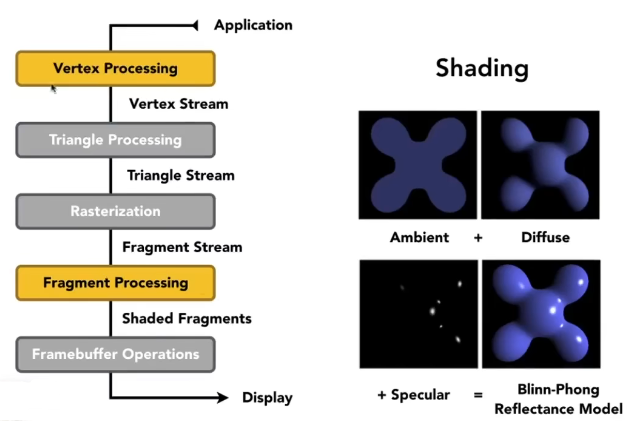 Application
Vertex Processing
Vertex Stream
Triangle Processing
Triangle Stream
Rasterization
Fragment Stream
Fragment Processing
Shaded Fragments
Framebuffer Operations
Display
Shading
Ambient + Diffuse
+ Specular = Blinn-Phong
Reflectance Model